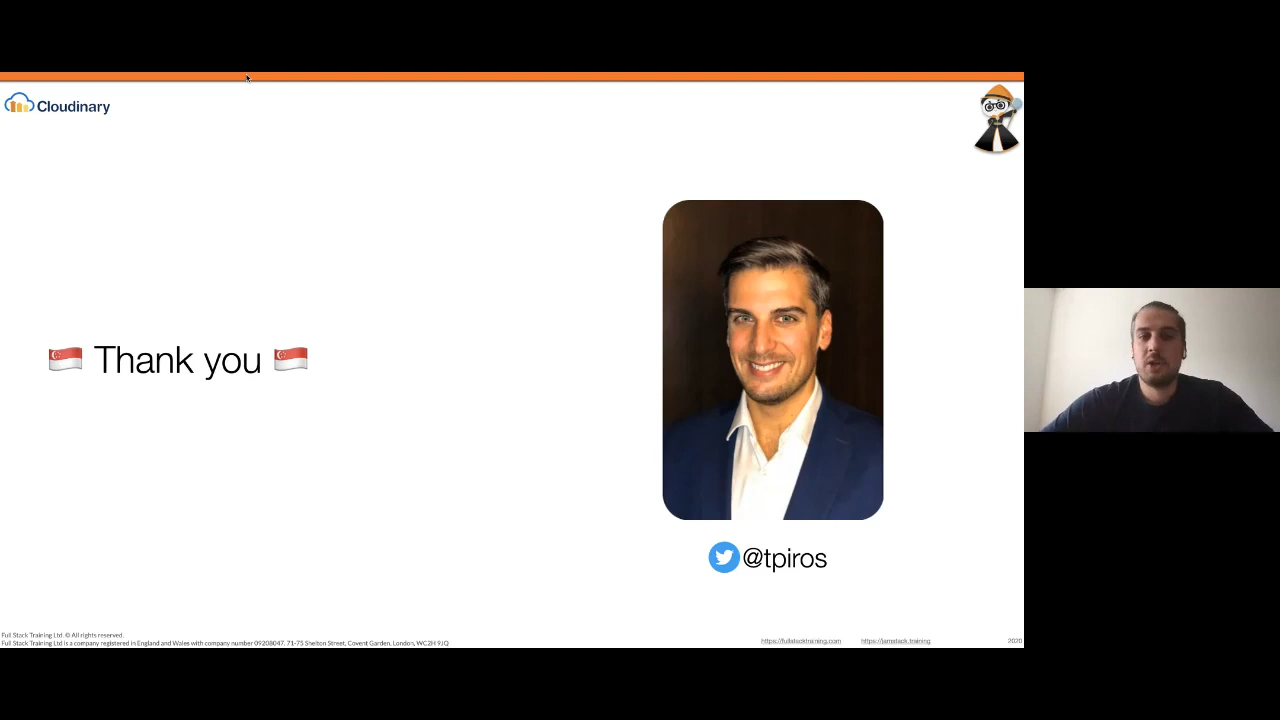 Cloudinary
🇸🇬 Thank you 🇸🇬
@tpiros
Full Stack Training Ltd. © All rights reserved.
Full Stack Training Ltd is a company registered in England and Wales with company number 09208047. 71-75 Shelton Street, Covent Garden, London, WC2H 9JQ
https://fullstacktraining.com
https://jamstack.training
2020